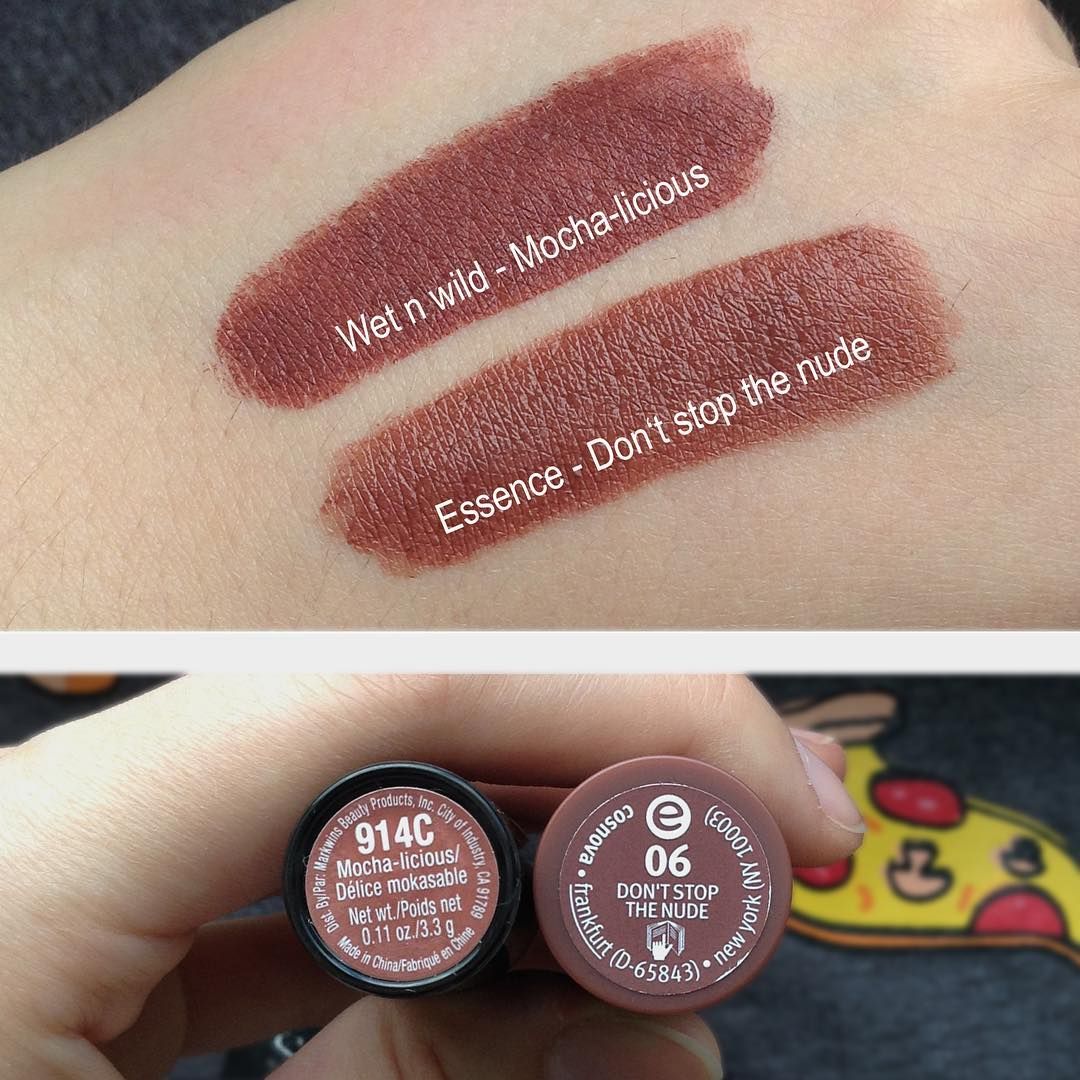 Wet n wild - Mocha-licious
Essence - Don't stop the nude
Dist. By/Par: Markwins Beauty Products, Inc. City of Industry, CA 91789
914C
Mocha-licious/
Délice mokasable
Net wt./Poids net
0.11 oz./3.3 g
Made in China/Fabriqué en Chine
e
06
DON'T STOP
THE NUDE
cosnova • frankfurt (D-65843) • new york (NY 10003)